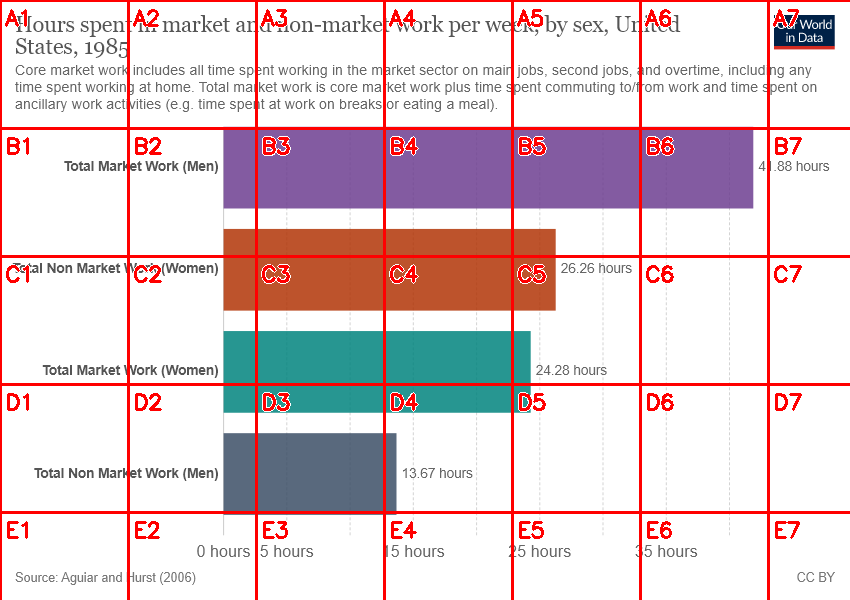 Hours spent in market and non-market work per week, by sex, United
States, 1985
Our World
in Data
Core market work includes all time spent working in the market sector on main jobs, second jobs, and overtime, including any
time spent working at home. Total market work is core market work plus time spent commuting to/from work and time spent on
ancillary work activities (e.g. time spent at work on breaks or eating a meal).
Total Market Work (Men)
41.88 hours
Total Non Market Work (Women)
26.26 hours
Total Market Work (Women)
24.28 hours
Total Non Market Work (Men)
13.67 hours
0 hours 5 hours 15 hours 25 hours 35 hours
Source: Aguiar and Hurst (2006)
CC BY
A1 A2 A3 A4 A5 A6 A7
B1 B2 B3 B4 B5 B6 B7
C1 C2 C3 C4 C5 C6 C7
D1 D2 D3 D4 D5 D6 D7
E1 E2 E3 E4 E5 E6 E7